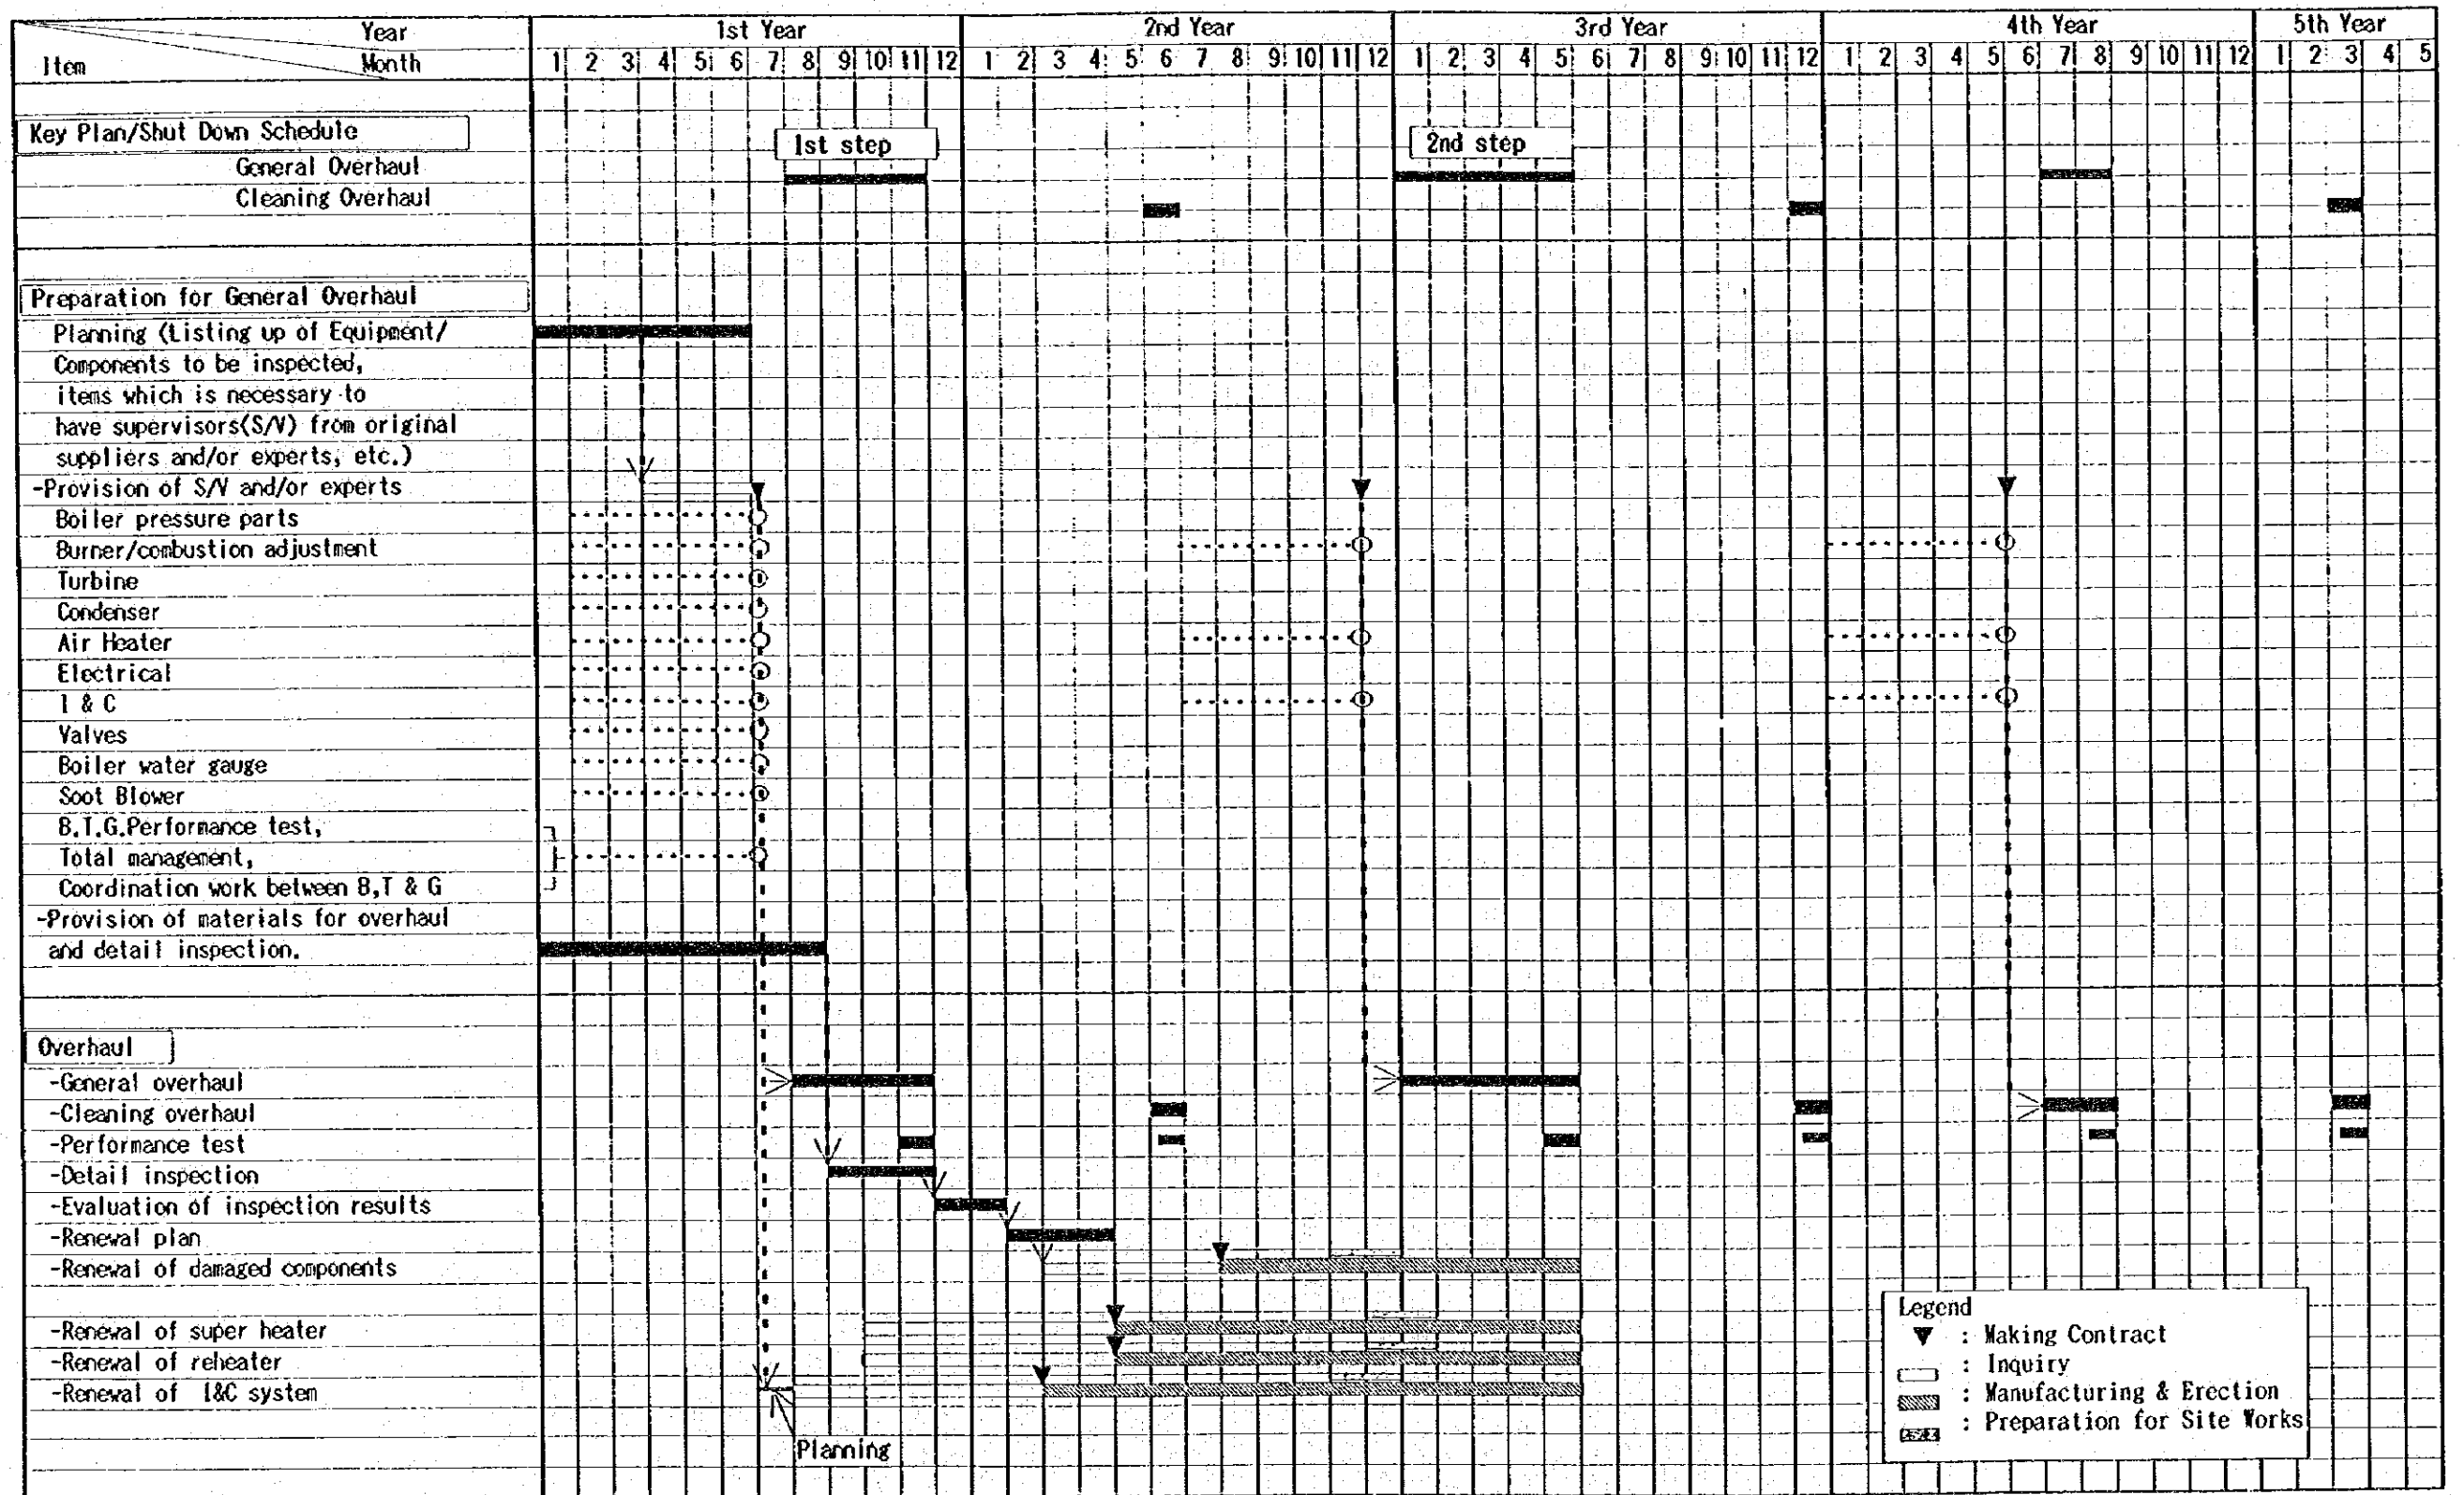 Year 1st Year 2nd Year 3rd Year 4th Year 5th Year
Item Month 1 2 3 4 5 6 7 8 9 10 11 12 1 2 3 4 5 6 7 8 9 10 11 12 1 2 3 4 5 6 7 8 9 10 11 12 1 2 3 4 5 6 7 8 9 10 11 12 1 2 3 4 5
Key Plan/Shut Down Schedule
1st step 2nd step
General Overhaul
Cleaning Overhaul
Preparation for General Overhaul
Planning (Listing up of Equipment/
Components to be inspected,
items which is necessary to
have supervisors(S/V) from original
suppliers and/or experts, etc.)
-Provision of S/V and/or experts
Boiler pressure parts
Burner/combustion adjustment
Turbine
Condenser
Air Heater
Electrical
I & C
Valves
Boiler water gauge
Soot Blower
B.T.G.Performance test,
Total management,
Coordination work between B,T & G
-Provision of materials for overhaul
and detail inspection.
Overhaul
-General overhaul
-Cleaning overhaul
-Performance test
-Detail inspection
-Evaluation of inspection results
-Renewal plan
-Renewal of damaged components
-Renewal of super heater
-Renewal of reheater
-Renewal of I&C system
Planning
Legend
: Making Contract
: Inquiry
: Manufacturing & Erection
: Preparation for Site Works